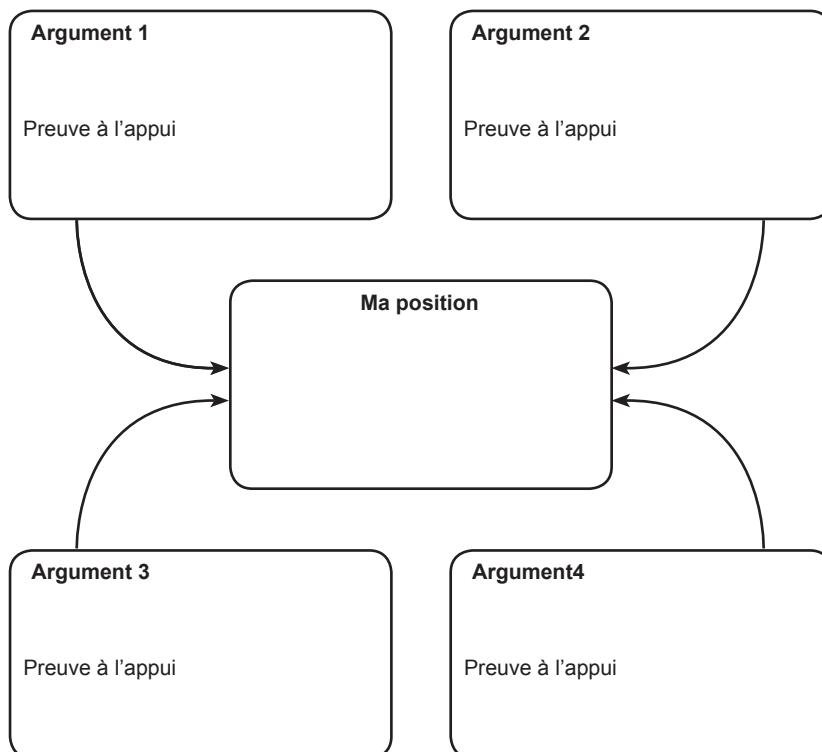 Argument 1
Preuve à l’appui
Argument 2
Preuve à l’appui
Ma position
Argument 3
Preuve à l’appui
Argument4
Preuve à l’appui